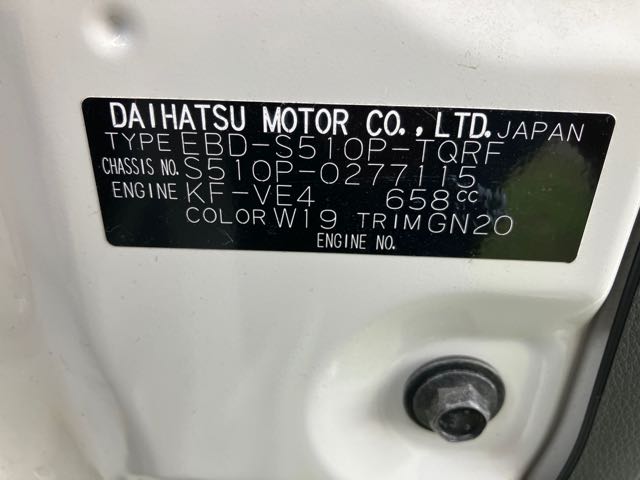 DAIHATSU MOTOR CO.,LTD. JAPAN
TYPE EBD-S510P-TQRF
CHASSIS NO. S510P-0277115
ENGINE KF-VE4 658CC
COLOR W19 TRIM GN20
ENGINE NO.